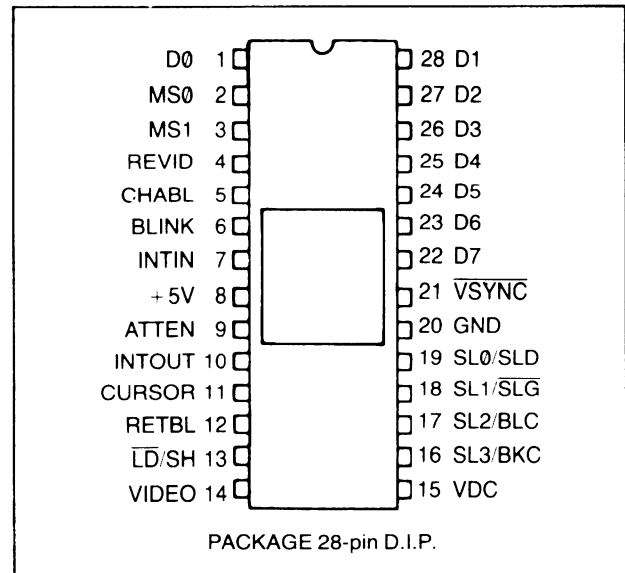 D0 1 28 D1
MS0 2 27 D2
MS1 3 26 D3
REVID 4 25 D4
CHABL 5 24 D5
BLINK 6 23 D6
INTIN 7 22 D7
+5V 8 21 V̅S̅Y̅N̅C̅
ATTEN 9 20 GND
INTOUT 10 19 SL0/SLD
CURSOR 11 18 SL1/S̅L̅G̅
RETBL 12 17 SL2/BLC
L̅D̅/SH 13 16 SL3/BKC
VIDEO 14 15 VDC
PACKAGE 28-pin D.I.P.